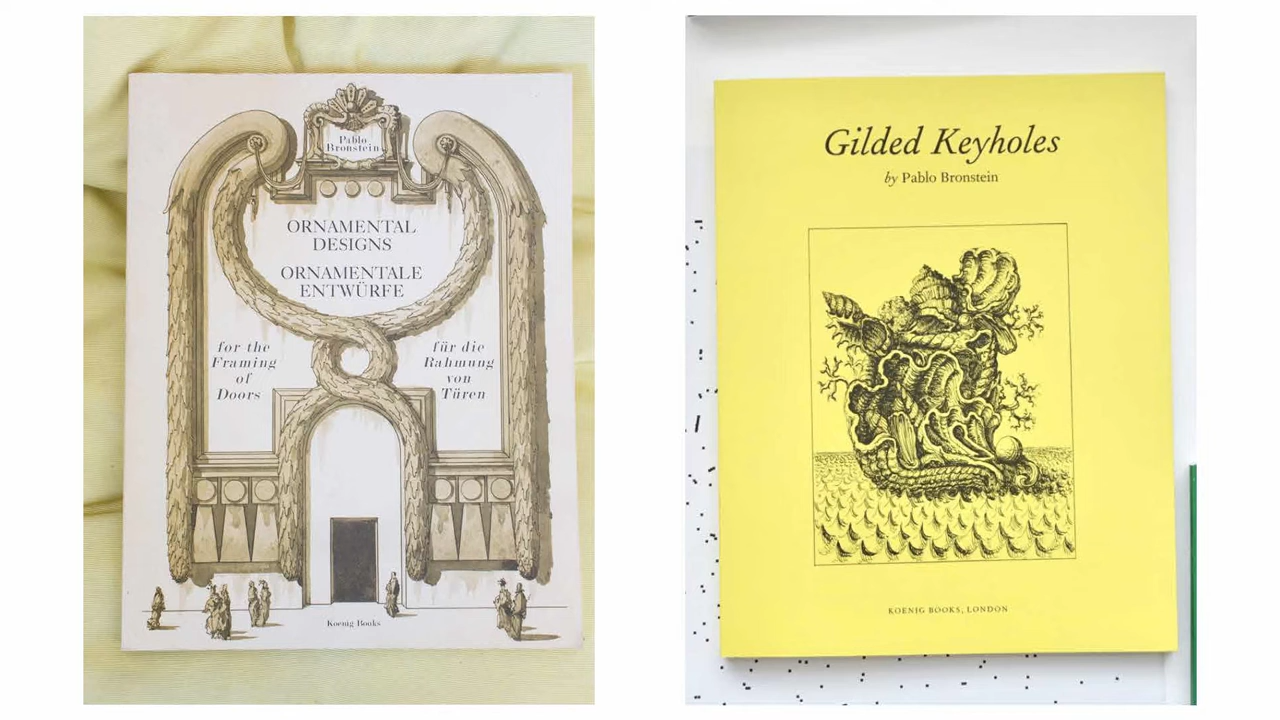 Pablo
Bronstein
ORNAMENTAL
DESIGNS
ORNAMENTALE
ENTWÜRFE
for the
Framing
of
Doors
für die
Rahmung
von
Türen
Koenig Books
Gilded Keyholes
by Pablo Bronstein
KOENIG BOOKS, LONDON